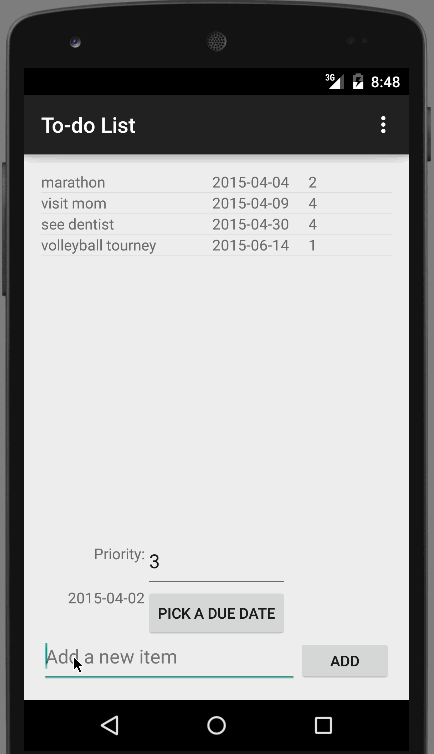 3G 8:48
To-do List
marathon 2015-04-04 2
visit mom 2015-04-09 4
see dentist 2015-04-30 4
volleyball tourney 2015-06-14 1
Priority: 3
2015-04-02 PICK A DUE DATE
Add a new item ADD